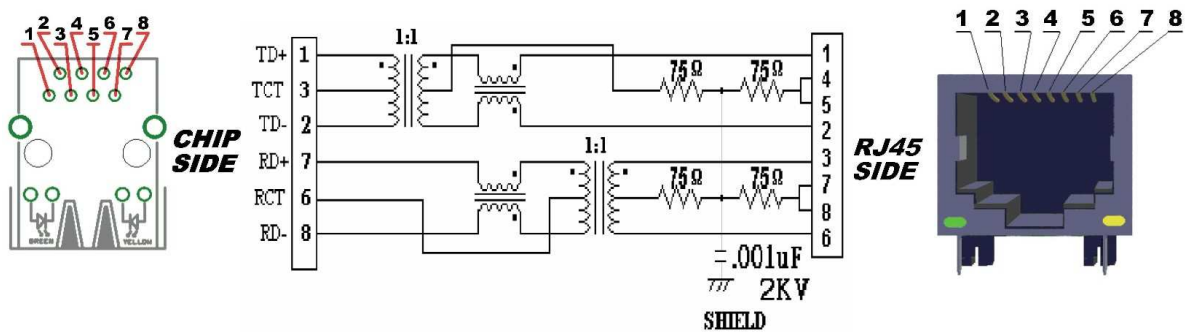 1 2 3 4 5 6 7 8
CHIP
SIDE
GREEN
YELLOW
1:1
TD+ 1
TCT 3
TD- 2
RD+ 7
RCT 6
RD- 8
75Ω 75Ω
1:1
75Ω 75Ω
.001uF
2KV
SHIELD
1
4
5
2
3
7
8
6
RJ45
SIDE
1 2 3 4 5 6 7 8